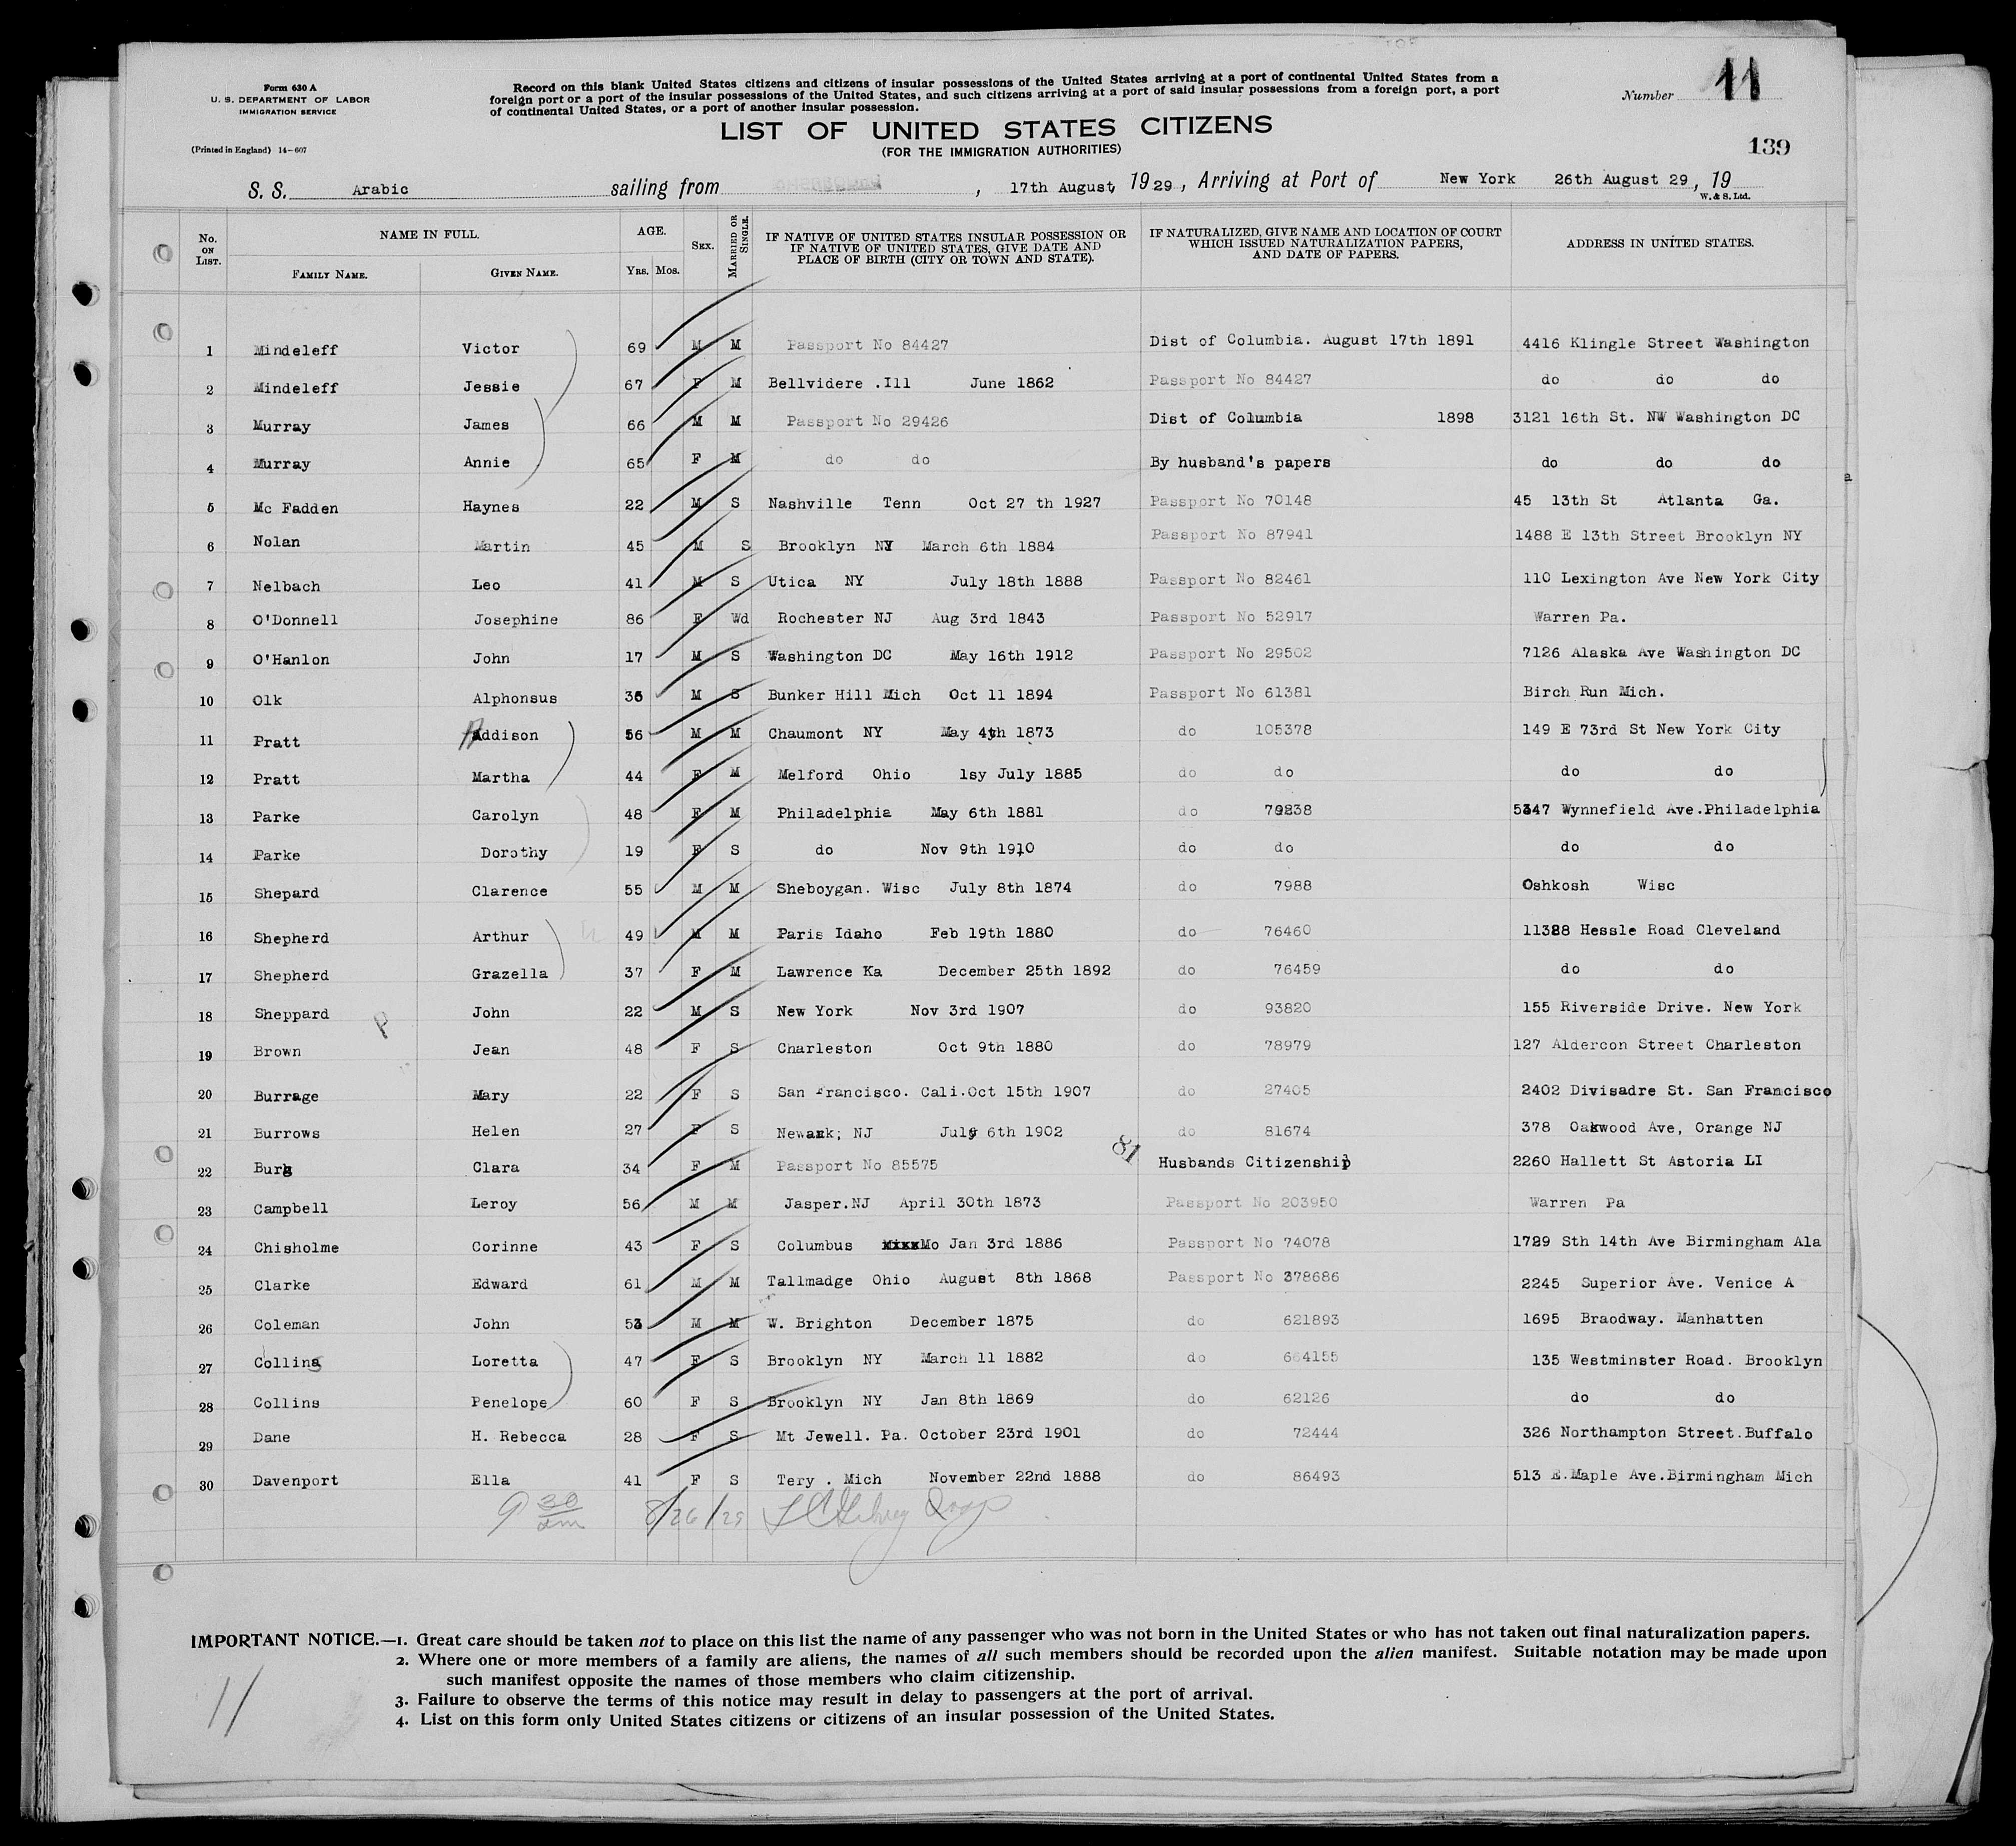 Form 630 A
U. S. DEPARTMENT OF LABOR
IMMIGRATION SERVICE
(Printed in England) 14-607
Record on this blank United States citizens and citizens of insular possessions of the United States arriving at a port of continental United States from a
foreign port or a port of the insular possessions of the United States, and such citizens arriving at a port of said insular possessions from a foreign port, a port
of continental United States, or a port of another insular possession.
LIST OF UNITED STATES CITIZENS
(FOR THE IMMIGRATION AUTHORITIES)
Number 11
139
S. S. Arabic sailing from , 17th August, 1929, Arriving at Port of New York 26th August 29, 19
W. & S. Ltd.
No. ON LIST. NAME IN FULL. FAMILY NAME. GIVEN NAME. AGE. YRS. MOS. SEX. MARRIED OR SINGLE. IF NATIVE OF UNITED STATES INSULAR POSSESSION OR IF NATIVE OF UNITED STATES, GIVE DATE AND PLACE OF BIRTH (CITY OR TOWN AND STATE). IF NATURALIZED, GIVE NAME AND LOCATION OF COURT WHICH ISSUED NATURALIZATION PAPERS, AND DATE OF PAPERS. ADDRESS IN UNITED STATES.
1 Mindeleff Victor 69 M M Passport No 84427 Dist of Columbia. August 17th 1891 4416 Klingle Street Washington
2 Mindeleff Jessie 67 F M Bellvidere .Ill June 1862 Passport No 84427 do do do
3 Murray James 66 M M Passport No 29426 Dist of Columbia 1898 3121 16th St. NW Washington DC
4 Murray Annie 65 F M do do By husband's papers do do do
5 Mc Fadden Haynes 22 M S Nashville Tenn Oct 27 th 1927 Passport No 70148 45 13th St Atlanta Ga.
6 Nolan Martin 45 M S Brooklyn NY March 6th 1884 Passport No 87941 1488 E 13th Street Brooklyn NY
7 Nelbach Leo 41 M S Utica NY July 18th 1888 Passport No 82461 110 Lexington Ave New York City
8 O'Donnell Josephine 86 F Wd Rochester NJ Aug 3rd 1843 Passport No 52917 Warren Pa.
9 O'Hanlon John 17 M S Washington DC May 16th 1912 Passport No 29502 7126 Alaska Ave Washington DC
10 Olk Alphonsus M S Bunker Hill Mich Oct 11 1894 Passport No 61381 Birch Run Mich.
11 Pratt Addison 56 M M Chaumont NY May 4th 1873 do 105378 149 E 73rd St New York City
12 Pratt Martha 44 F M Melford Ohio 1sy July 1885 do do do do
13 Parke Carolyn 48 F M Philadelphia May 6th 1881 do 5347 Wynnefield Ave.Philadelphia
14 Parke Dorothy 19 F S do Nov 9th 1910 do do do do
15 Shepard Clarence 55 M M Sheboygan. Wisc July 8th 1874 do 7988 Oshkosh Wisc
16 Shepherd Arthur 49 M M Paris Idaho Feb 19th 1880 do 76460 11388 Hessle Road Cleveland
17 Shepherd Grazella 37 F M Lawrence Ka December 25th 1892 do 76459 do do
18 Sheppard John 22 M S New York Nov 3rd 1907 do 93820 155 Riverside Drive. New York
19 Brown Jean 48 F S Charleston Oct 9th 1880 do 78979 127 Aldercon Street Charleston
20 Burrage Mary 22 F S San Francisco. Cali.Oct 15th 1907 do 27405 2402 Divisadre St. San Francisco
21 Burrows Helen 27 F S Newark; NJ July 6th 1902 do 81674 378 Oakwood Ave, Orange NJ
81
22 Burg Clara 34 F M Passport No 85575 Husbands Citizenship 2260 Hallett St Astoria LI
23 Campbell Leroy 56 M M Jasper.NJ April 30th 1873 Passport No 203950 Warren Pa
24 Chisholme Corinne 43 F S Columbus Mo Jan 3rd 1886 Passport No 74078 1729 Sth 14th Ave Birmingham Ala
25 Clarke Edward 61 M M Tallmadge Ohio August 8th 1868 Passport No 378686 2245 Superior Ave. Venice A
26 Coleman John 53 M M W. Brighton December 1875 do 621893 1695 Braodway. Manhatten
27 Collins Loretta 47 F S Brooklyn NY March 11 1882 do 664155 135 Westminster Road. Brooklyn
28 Collins Penelope 60 F S Brooklyn NY Jan 8th 1869 do 62126 do do
29 Dane H. Rebecca 28 F S Mt Jewell. Pa. October 23rd 1901 do 72444 326 Northampton Street.Buffalo
30 Davenport Ella 41 F S Tery . Mich November 22nd 1888 do 86493 513 E.Maple Ave.Birmingham Mich
9 30 am 8/26/29
IMPORTANT NOTICE.—1. Great care should be taken not to place on this list the name of any passenger who was not born in the United States or who has not taken out final naturalization papers.
2. Where one or more members of a family are aliens, the names of all such members should be recorded upon the alien manifest. Suitable notation may be made upon
such manifest opposite the names of those members who claim citizenship.
3. Failure to observe the terms of this notice may result in delay to passengers at the port of arrival.
4. List on this form only United States citizens or citizens of an insular possession of the United States.
11